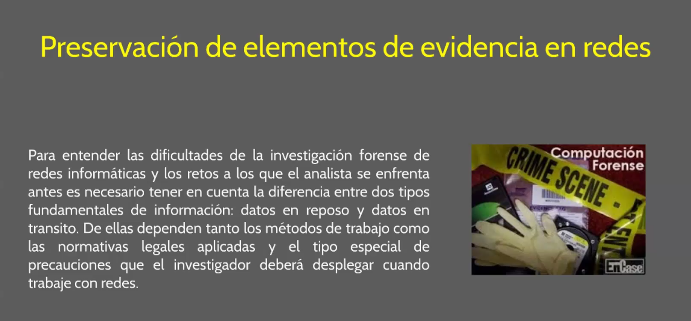 Preservación de elementos de evidencia en redes
Para entender las dificultades de la investigación forense de
redes informáticas y los retos a los que el analista se enfrenta
antes es necesario tener en cuenta la diferencia entre dos tipos
fundamentales de información: datos en reposo y datos en
transito. De ellas dependen tanto los métodos de trabajo como
las normativas legales aplicadas y el tipo especial de
precauciones que el investigador deberá desplegar cuando
trabaje con redes.
Computación
Forense
CRIME SCENE -
EnCase